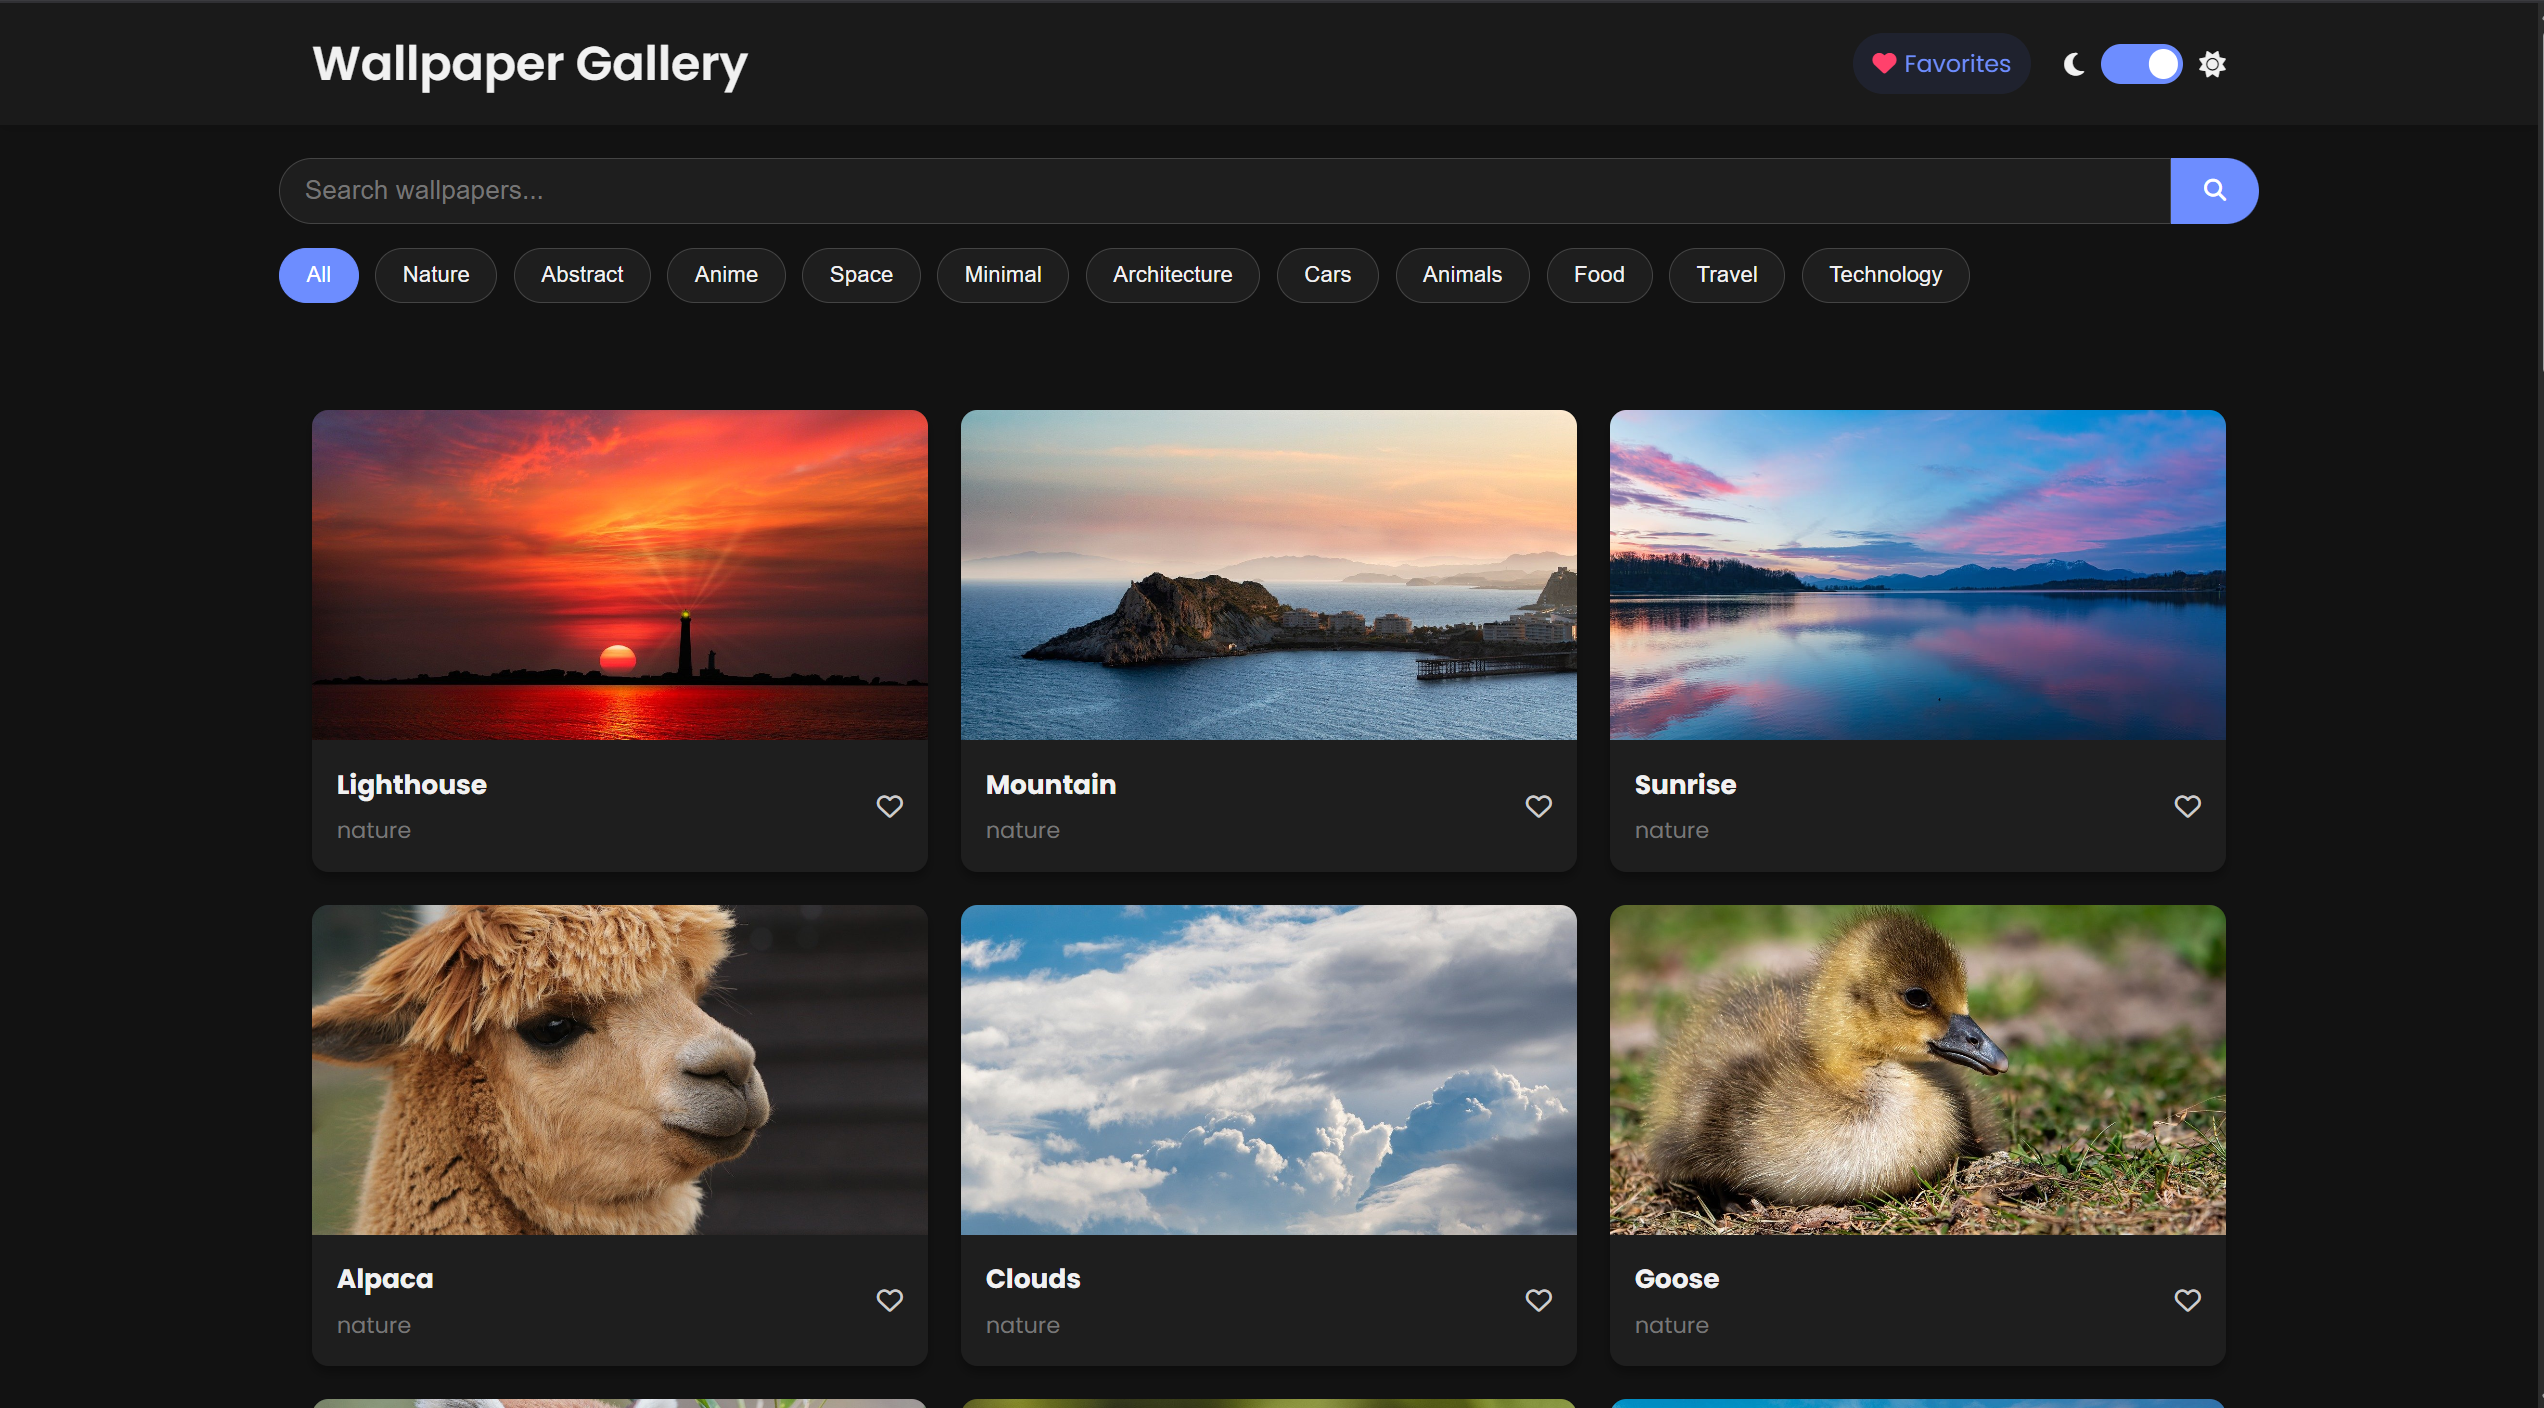 Wallpaper Gallery
Favorites
Search wallpapers...
All Nature Abstract Anime Space Minimal Architecture Cars Animals Food Travel Technology
Lighthouse
nature
Mountain
nature
Sunrise
nature
Alpaca
nature
Clouds
nature
Goose
nature